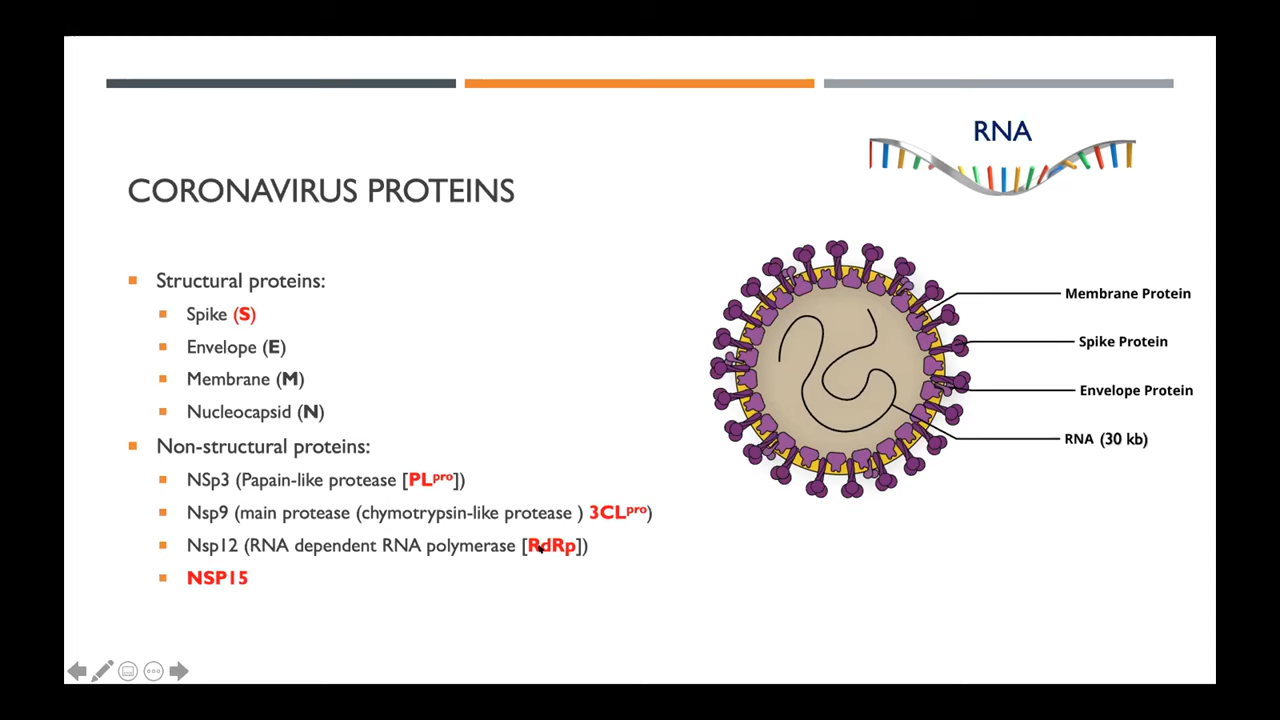 RNA
CORONAVIRUS PROTEINS
Structural proteins:
Spike (S)
Envelope (E)
Membrane (M)
Nucleocapsid (N)
Non-structural proteins:
NSp3 (Papain-like protease [PLpro])
Nsp9 (main protease (chymotrypsin-like protease ) 3CLpro)
Nsp12 (RNA dependent RNA polymerase [RdRp])
NSP15
Membrane Protein
Spike Protein
Envelope Protein
RNA (30 kb)